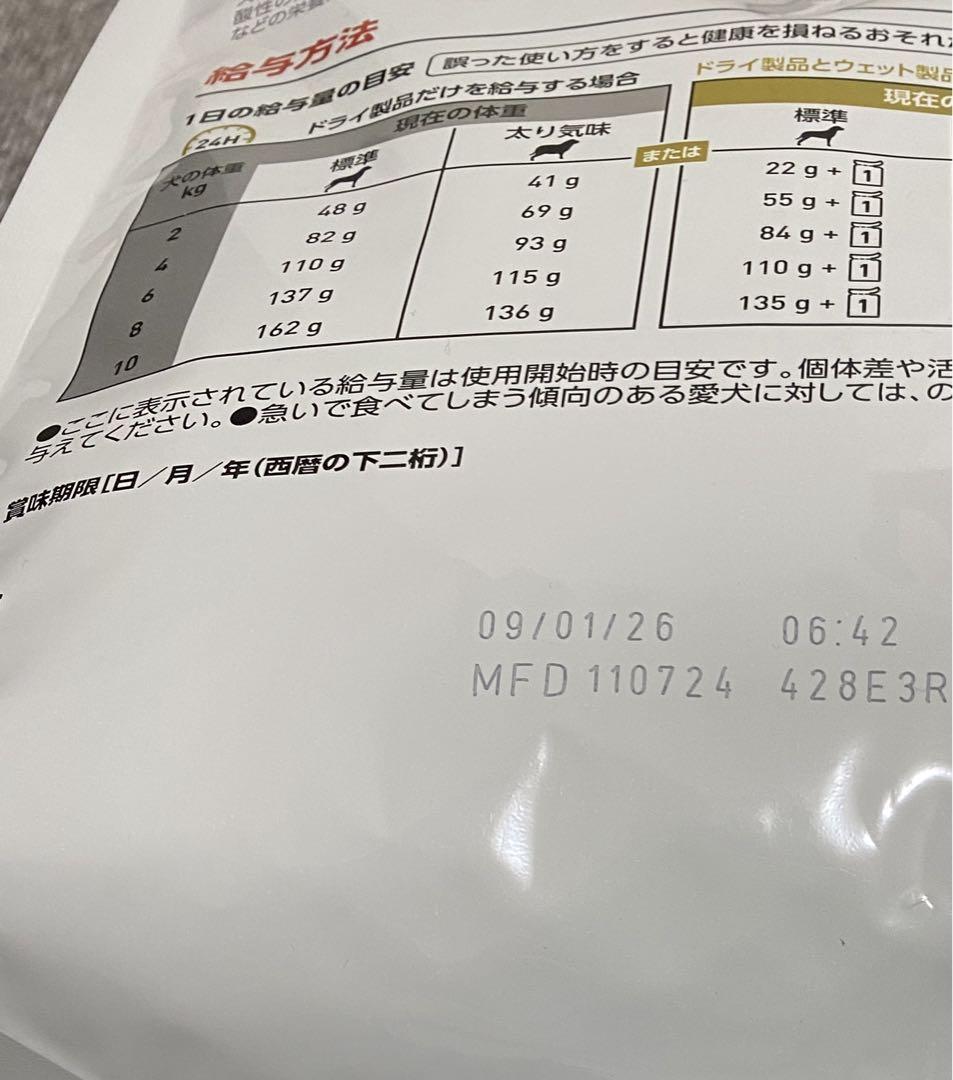 酸性の
などの栄養
給与方法
1日の給与量の目安 (誤った使い方をすると健康を損ねるおそれ
24H ドライ製品だけを給与する場合
ドライ製品とウェット製品
現在の体重
現在の
犬の体重 kg
標準
太り気味
または
標準
2 48 g 41 g 22 g + 1
4 82 g 69 g 55 g + 1
6 110 g 93 g 84 g + 1
8 137 g 115 g 110 g + 1
10 162 g 136 g 135 g + 1
●ここに表示されている給与量は使用開始時の目安です。個体差や活
与えてください。●急いで食べてしまう傾向のある愛犬に対しては、の
賞味期限[日/月/年(西暦の下二桁)]
09/01/26 06:42
MFD 110724 428E3R